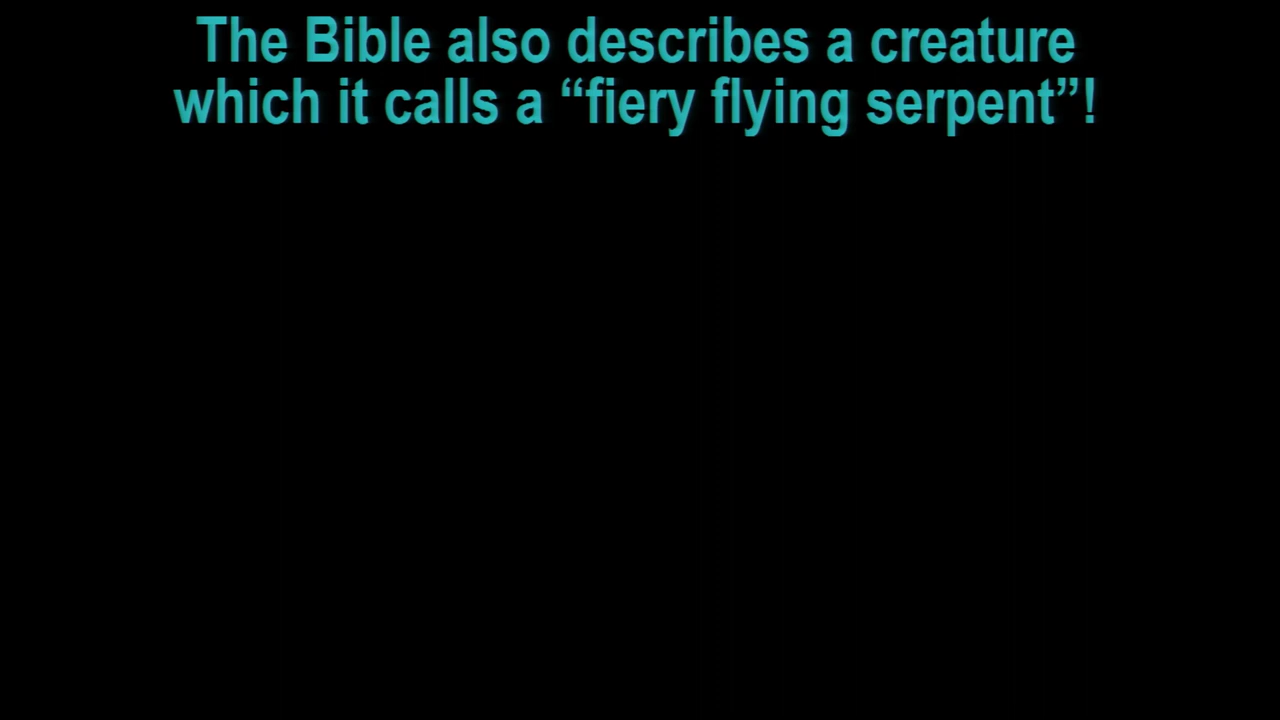 The Bible also describes a creature
which it calls a “fiery flying serpent”!